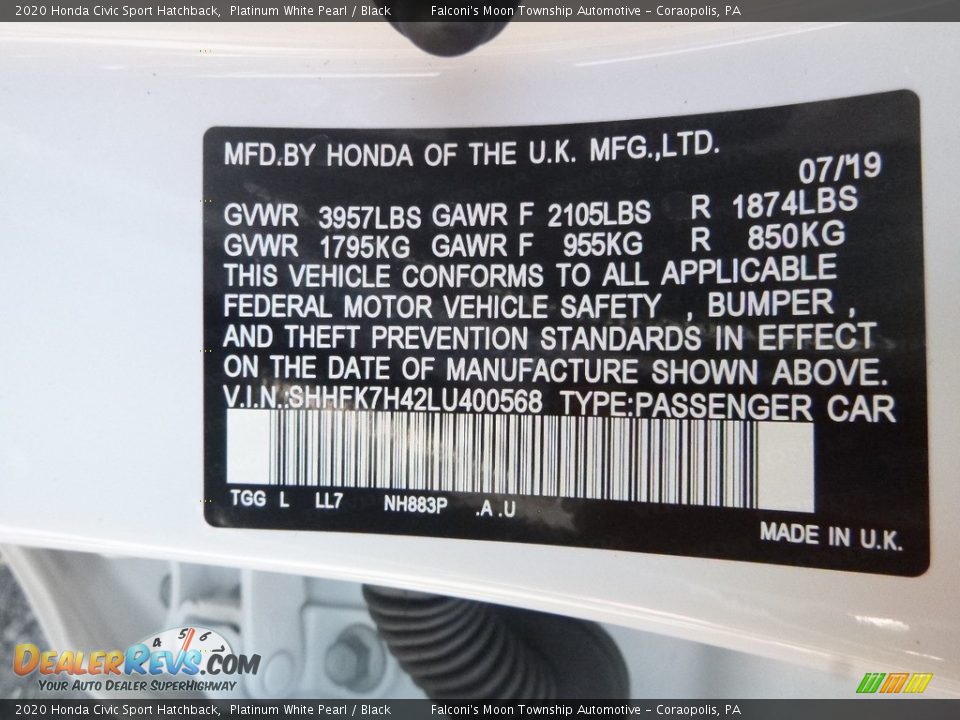 2020 Honda Civic Sport Hatchback, Platinum White Pearl / Black Falconi's Moon Township Automotive - Coraopolis, PA
MFD.BY HONDA OF THE U.K. MFG.,LTD.
07/'19
GVWR 3957LBS GAWR F 2105LBS R 1874LBS
GVWR 1795KG GAWR F 955KG R 850KG
THIS VEHICLE CONFORMS TO ALL APPLICABLE
FEDERAL MOTOR VEHICLE SAFETY , BUMPER ,
AND THEFT PREVENTION STANDARDS IN EFFECT
ON THE DATE OF MANUFACTURE SHOWN ABOVE.
V.I.N.:SHHFK7H42LU400568 TYPE:PASSENGER CAR
TGG L LL7 NH883P .A .U
MADE IN U.K.
4 5 6
DEALERREVS.COM
YOUR AUTO DEALER SUPERHIGHWAY
2020 Honda Civic Sport Hatchback, Platinum White Pearl / Black Falconi's Moon Township Automotive - Coraopolis, PA